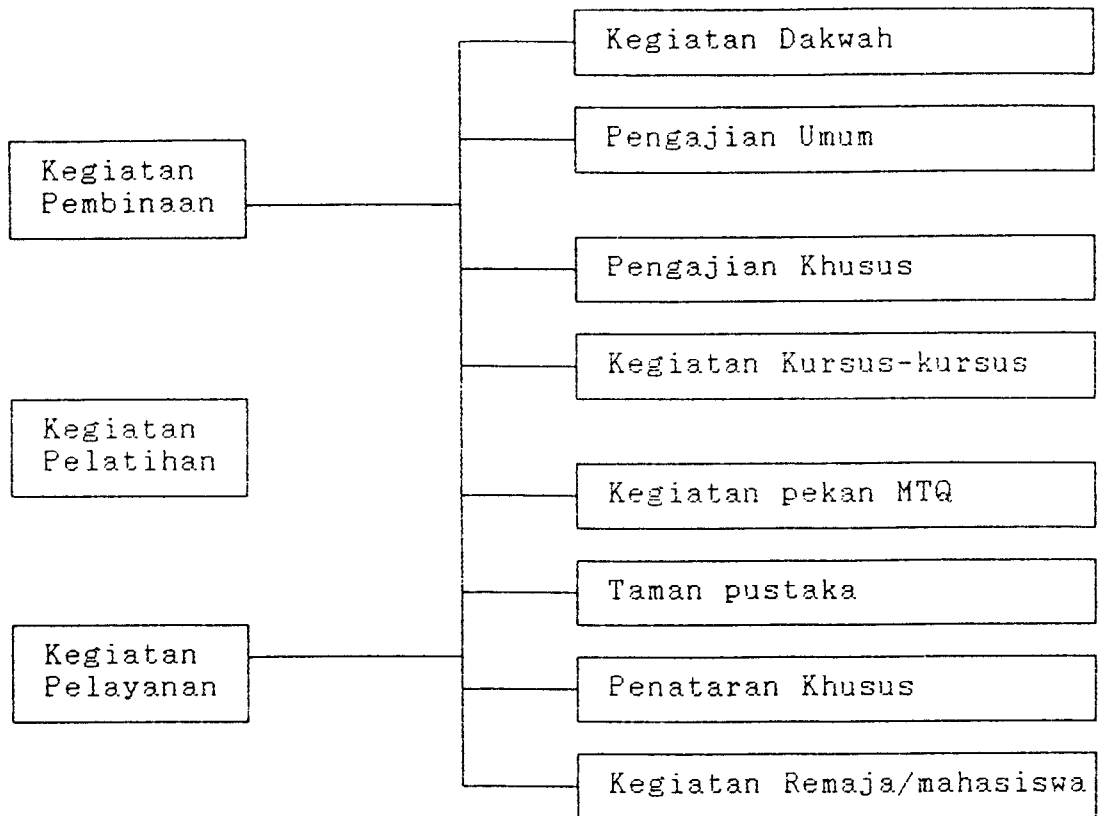 Kegiatan Dakwah
Pengajian Umum
Kegiatan
Pembinaan
Pengajian Khusus
Kegiatan Kursus-kursus
Kegiatan
Pelatihan
Kegiatan pekan MTQ
Taman pustaka
Kegiatan
Pelayanan
Penataran Khusus
Kegiatan Remaja/mahasiswa